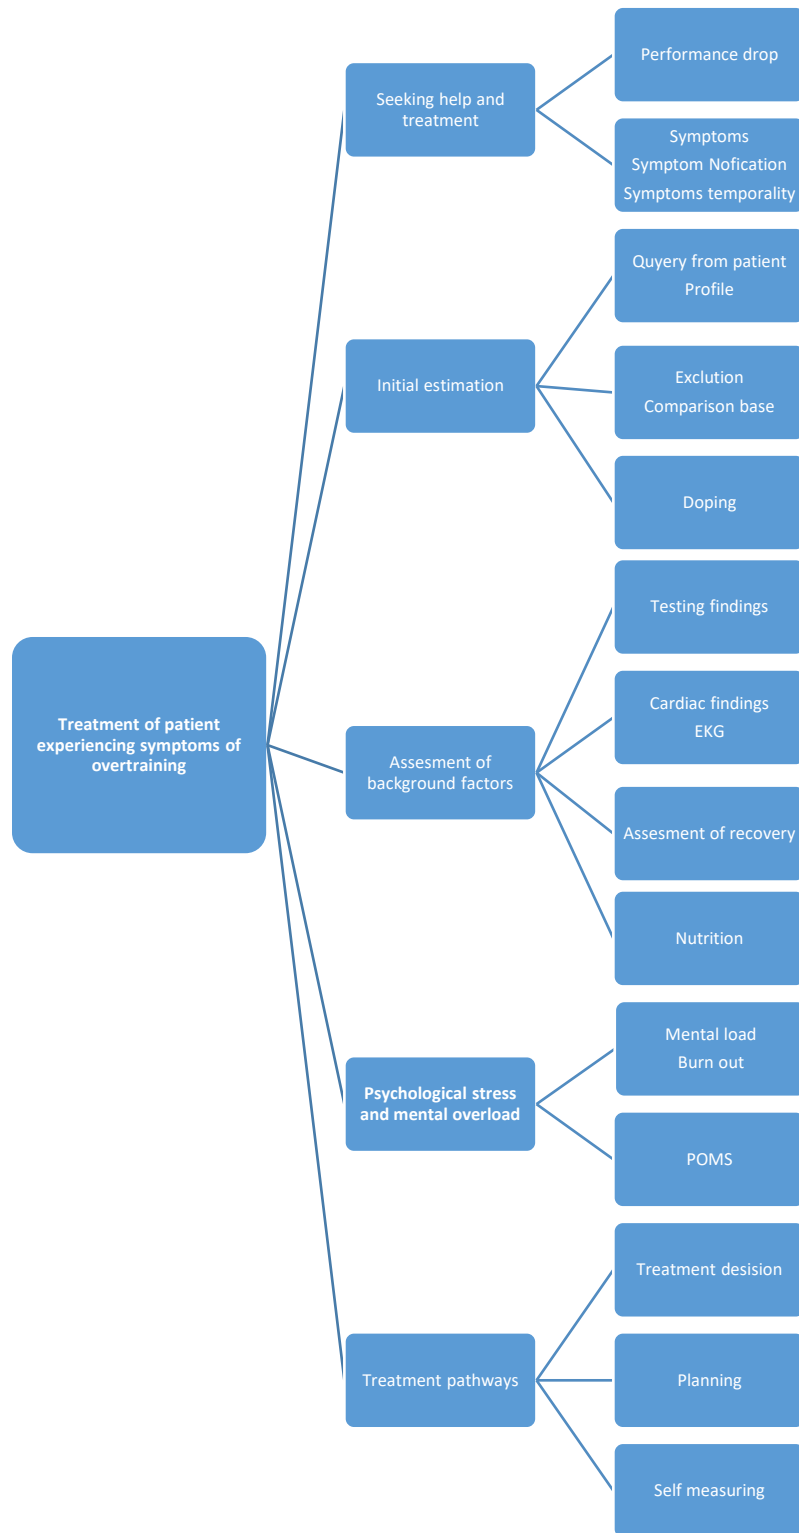 Treatment of patient
experiencing symptoms of
overtraining
Seeking help and
treatment
Performance drop
Symptoms
Symptom Nofication
Symptoms temporality
Initial estimation
Quyery from patient
Profile
Exclution
Comparison base
Doping
Assesment of
background factors
Testing findings
Cardiac findings
EKG
Assesment of recovery
Nutrition
Psychological stress
and mental overload
Mental load
Burn out
POMS
Treatment pathways
Treatment desision
Planning
Self measuring